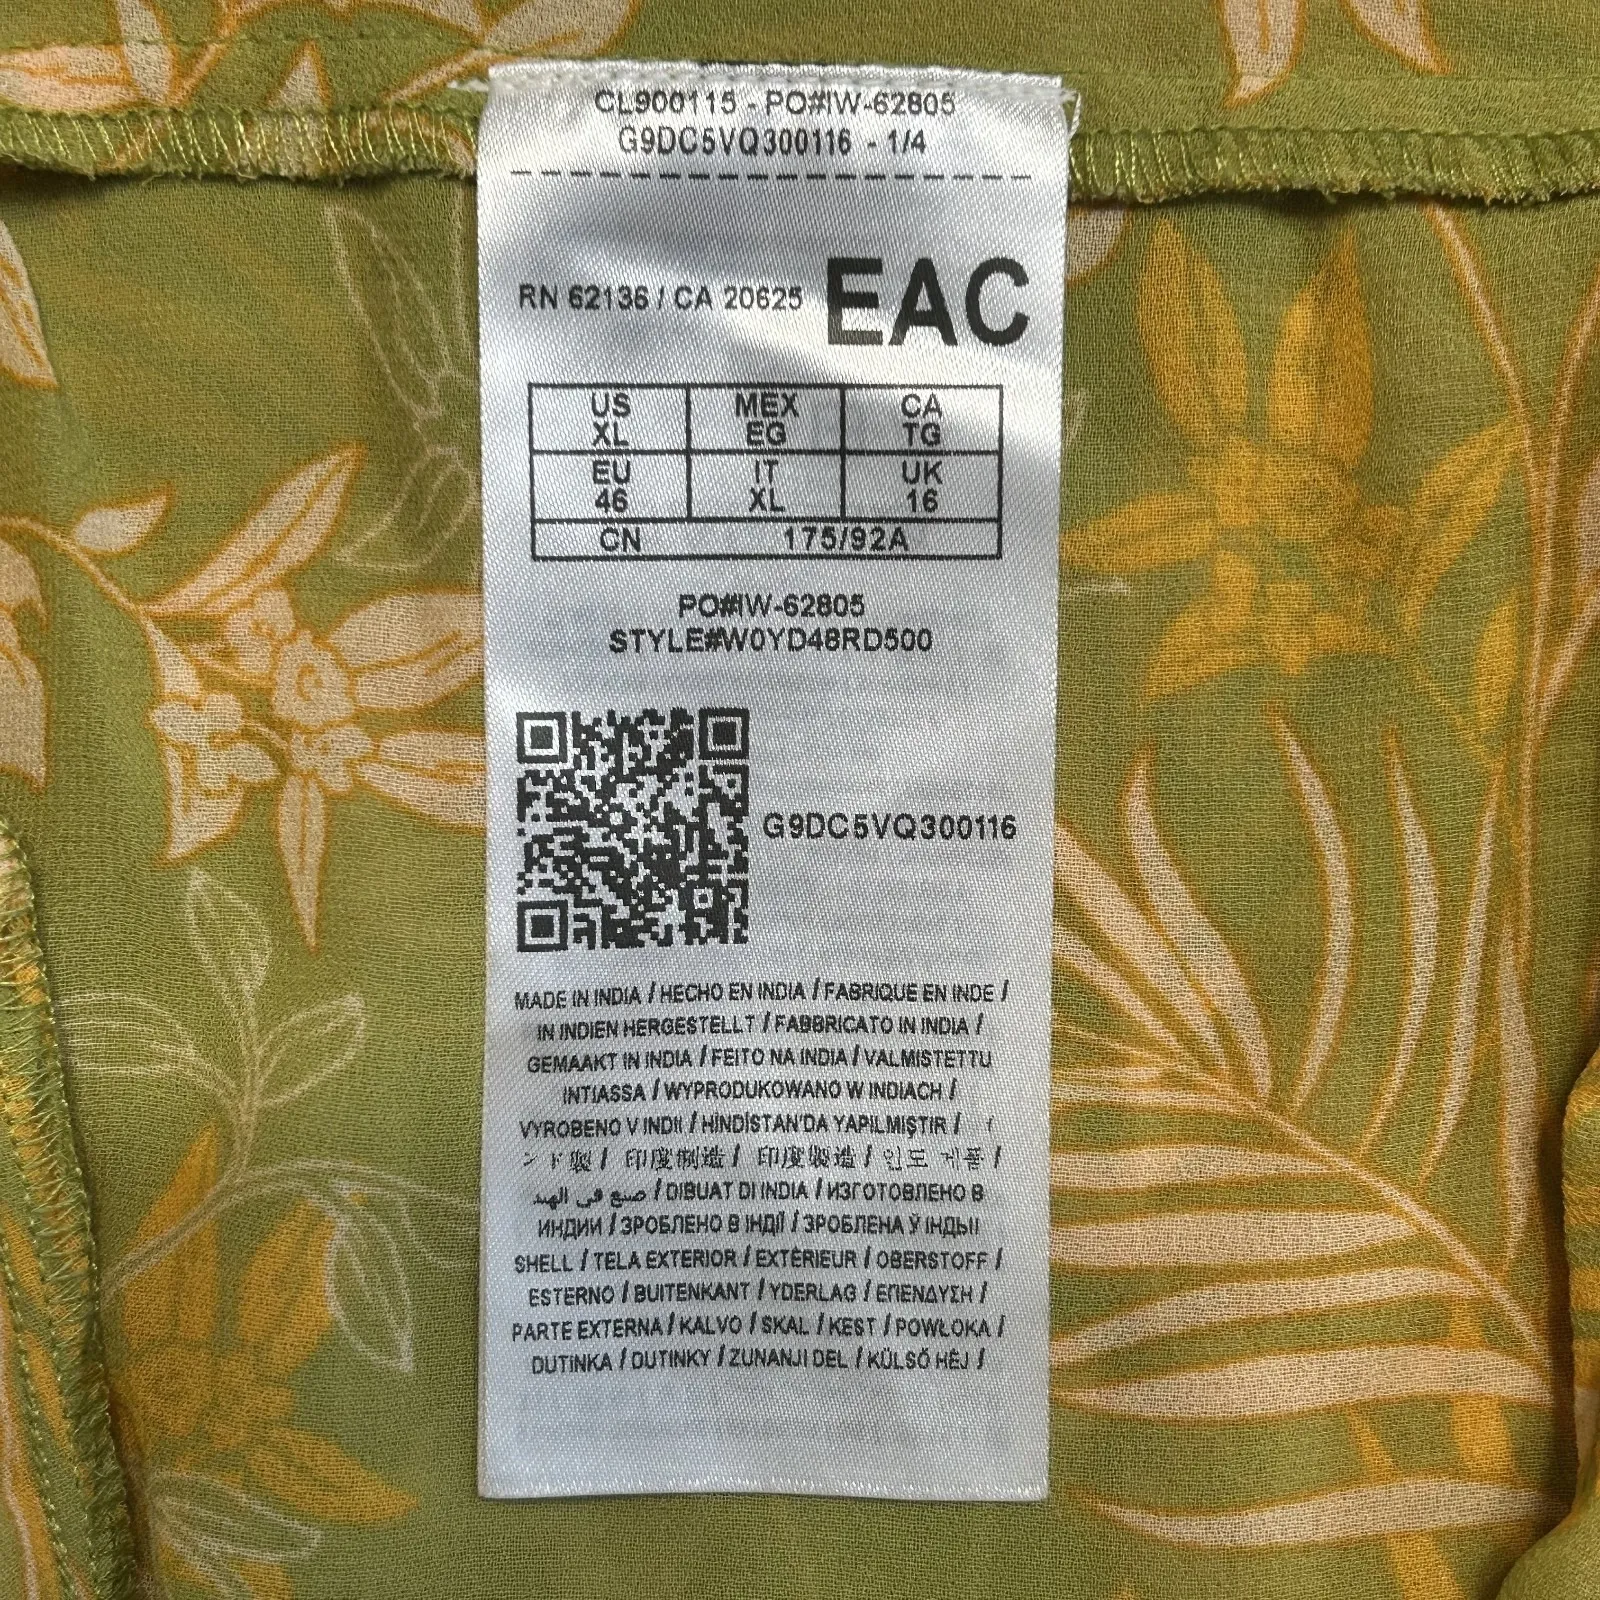 CL900115 - PO#IW-62805
G9DC5VQ300116 - 1/4
RN 62136 / CA 20625 EAC
US MEX CA
XL EG TG
EU IT UK
46 XL 16
CN 175/92A
PO#IW-62805
STYLE#W0YD48RD500
G9DC5VQ300116
MADE IN INDIA / HECHO EN INDIA / FABRIQUE EN INDE /
IN INDIEN HERGESTELLT / FABBRICATO IN INDIA /
GEMAAKT IN INDIA / FEITO NA INDIA / VALMISTETTU
INTIASSA / WYPRODUKOWANO W INDIACH /
VYROBENO V INDII / HİNDİSTAN'DA YAPILMIŞTIR /
ンド製 / 印度制造 / 印度製造 / 인도
صنع في الهند / DIBUAT DI INDIA / ИЗГОТОВЛЕНО В
ИНДИИ / ЗРОБЛЕНО В ІНДІЇ / ЗРОБЛЕНА Ў ІНДЫІ
SHELL / TELA EXTERIOR / EXTÉRIEUR / OBERSTOFF /
ESTERNO / BUITENKANT / YDERLAG / ΕΠΕΝΔΥΣΗ /
PARTE EXTERNA / KALVO / SKAL / KEST / POWŁOKA /
DUTINKA / DUTINKY / ZUNANJI DEL / KÜLSŐ HÉJ /